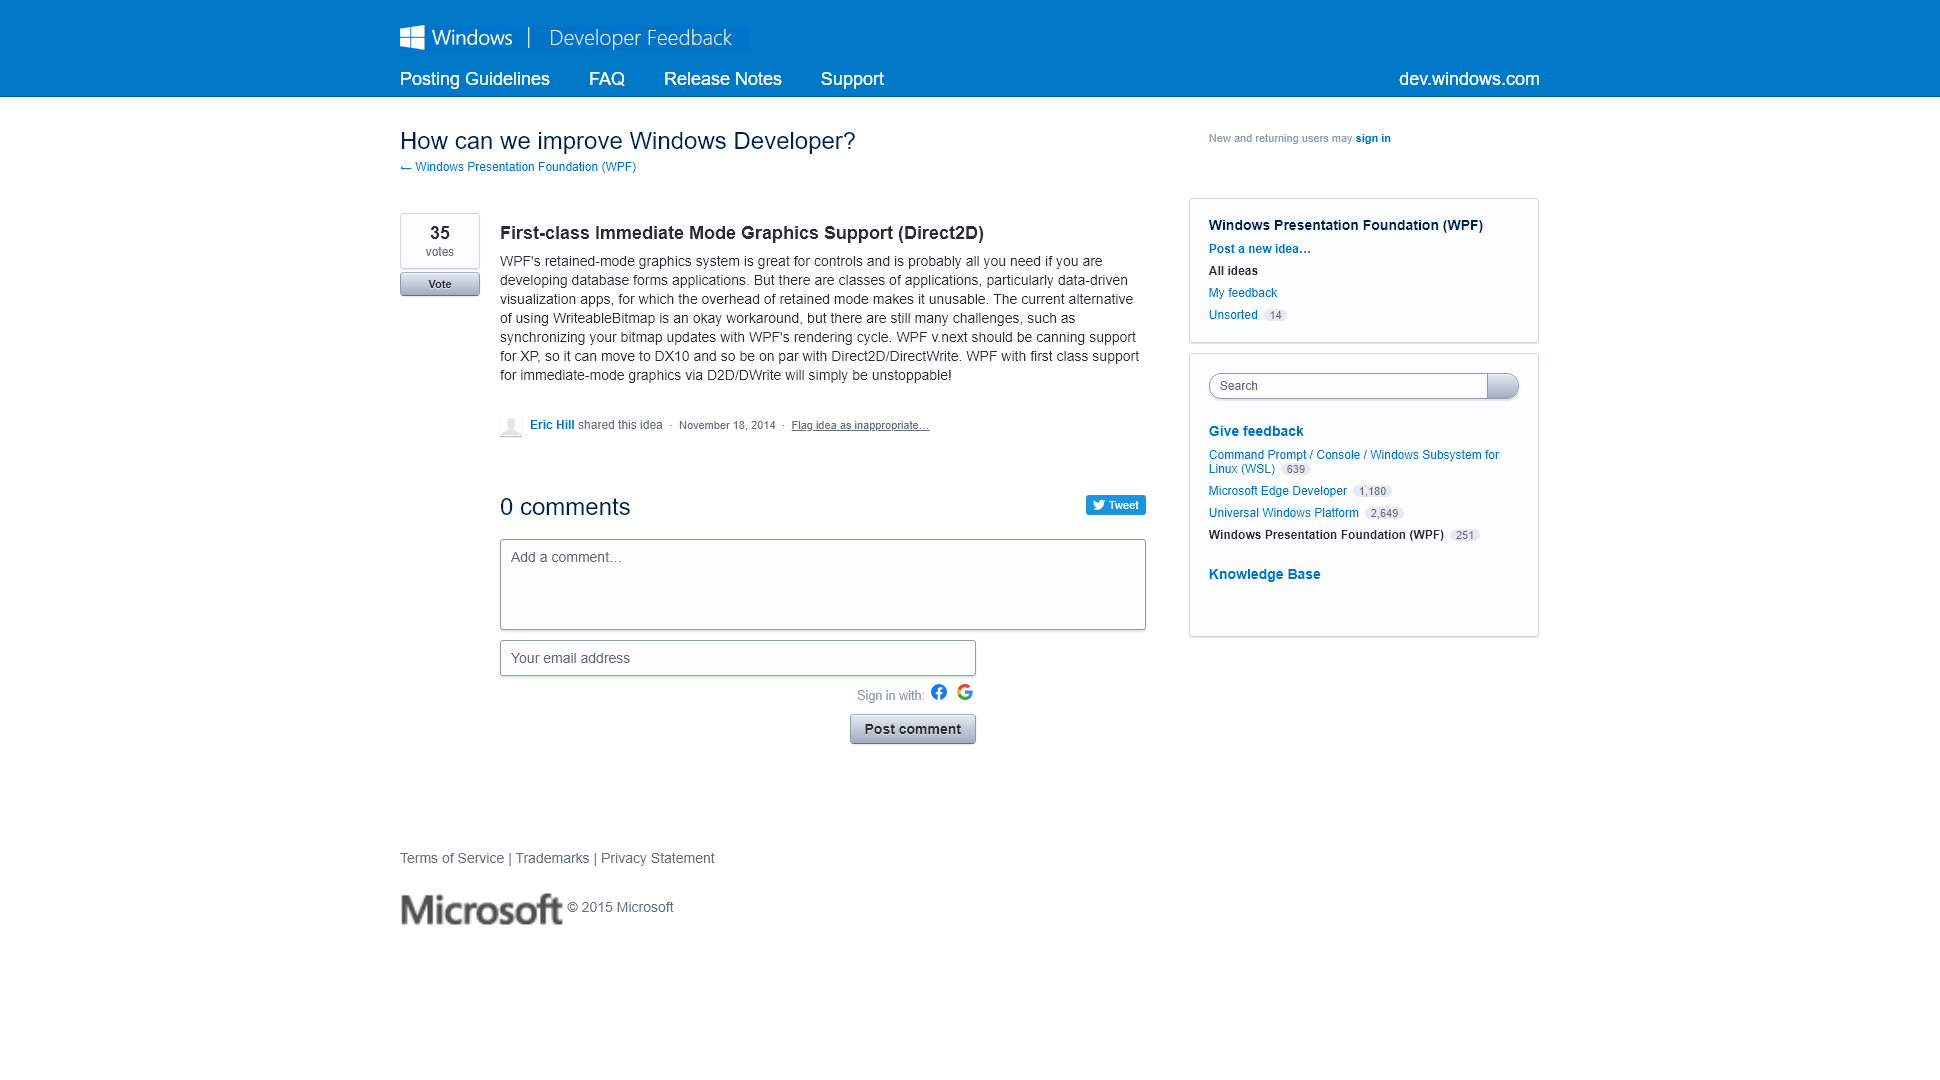 Windows | Developer Feedback
Posting Guidelines FAQ Release Notes Support dev.windows.com
How can we improve Windows Developer?
← Windows Presentation Foundation (WPF)
New and returning users may sign in
35
votes
Vote
First-class Immediate Mode Graphics Support (Direct2D)
WPF's retained-mode graphics system is great for controls and is probably all you need if you are
developing database forms applications. But there are classes of applications, particularly data-driven
visualization apps, for which the overhead of retained mode makes it unusable. The current alternative
of using WriteableBitmap is an okay workaround, but there are still many challenges, such as
synchronizing your bitmap updates with WPF's rendering cycle. WPF v.next should be canning support
for XP, so it can move to DX10 and so be on par with Direct2D/DirectWrite. WPF with first class support
for immediate-mode graphics via D2D/DWrite will simply be unstoppable!
Eric Hill shared this idea · November 18, 2014 · Flag idea as inappropriate…
0 comments
Tweet
Add a comment…
Your email address
Sign in with:
Post comment
Windows Presentation Foundation (WPF)
Post a new idea…
All ideas
My feedback
Unsorted 14
Search
Give feedback
Command Prompt / Console / Windows Subsystem for
Linux (WSL) 639
Microsoft Edge Developer 1,180
Universal Windows Platform 2,649
Windows Presentation Foundation (WPF) 251
Knowledge Base
Terms of Service | Trademarks | Privacy Statement
Microsoft © 2015 Microsoft